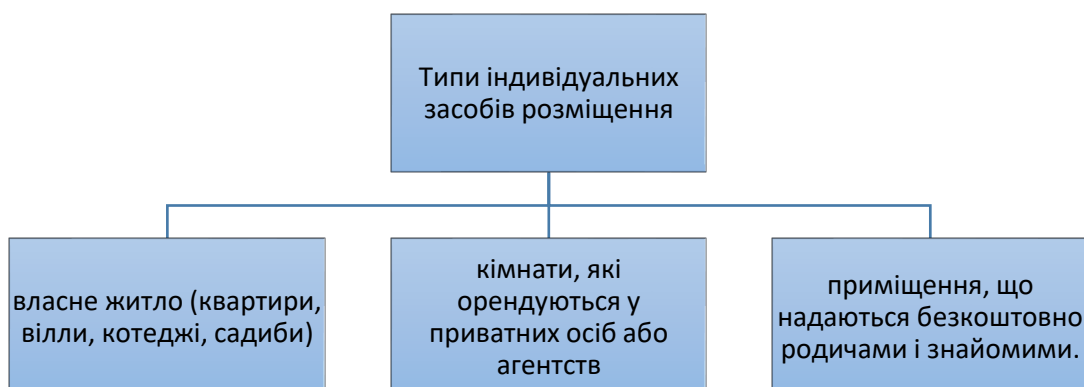 Типи індивідуальних
засобів розміщення
власне житло (квартири,
вілли, котеджі, садиби)
кімнати, які
орендуються у
приватних осіб або
агентств
приміщення, що
надаються безкоштовно
родичами і знайомими.